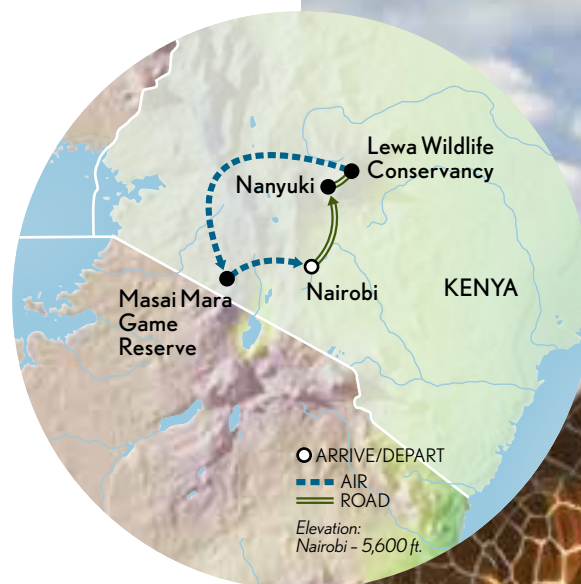 Lewa Wildlife
Conservancy
Nanyuki
Nairobi
KENYA
Masai Mara
Game
Reserve
ARRIVE/DEPART
AIR
ROAD
Elevation:
Nairobi – 5,600 ft.